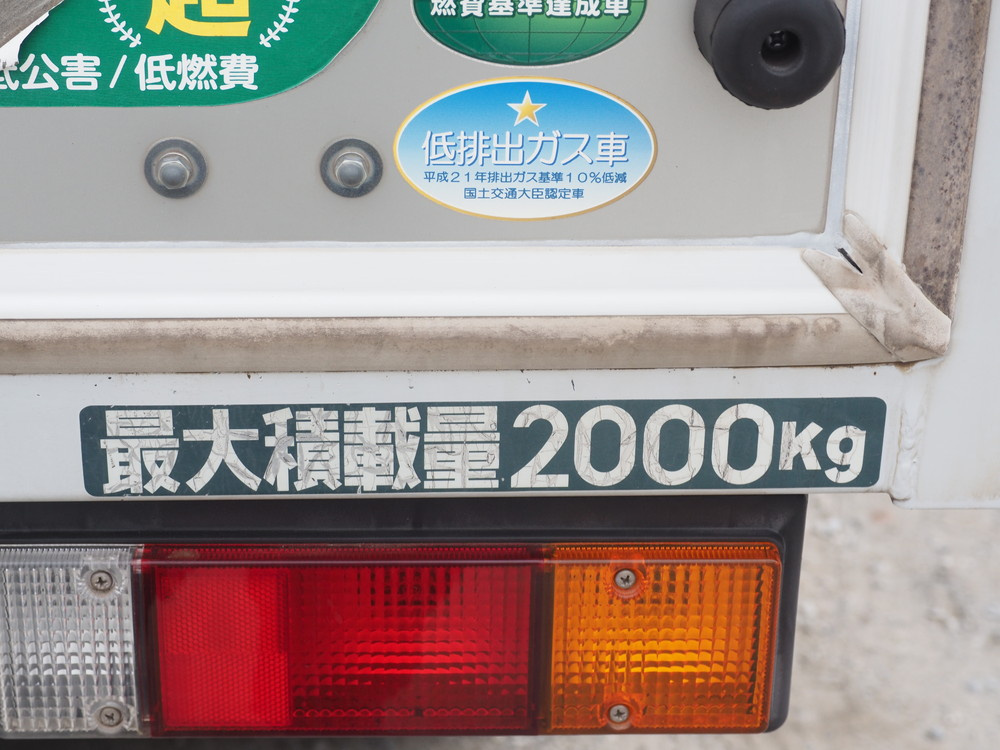 超
低公害/低燃費
燃費基準達成車
低排出ガス車
平成21年排出ガス基準10%低減
国土交通大臣認定車
最大積載量2000kg